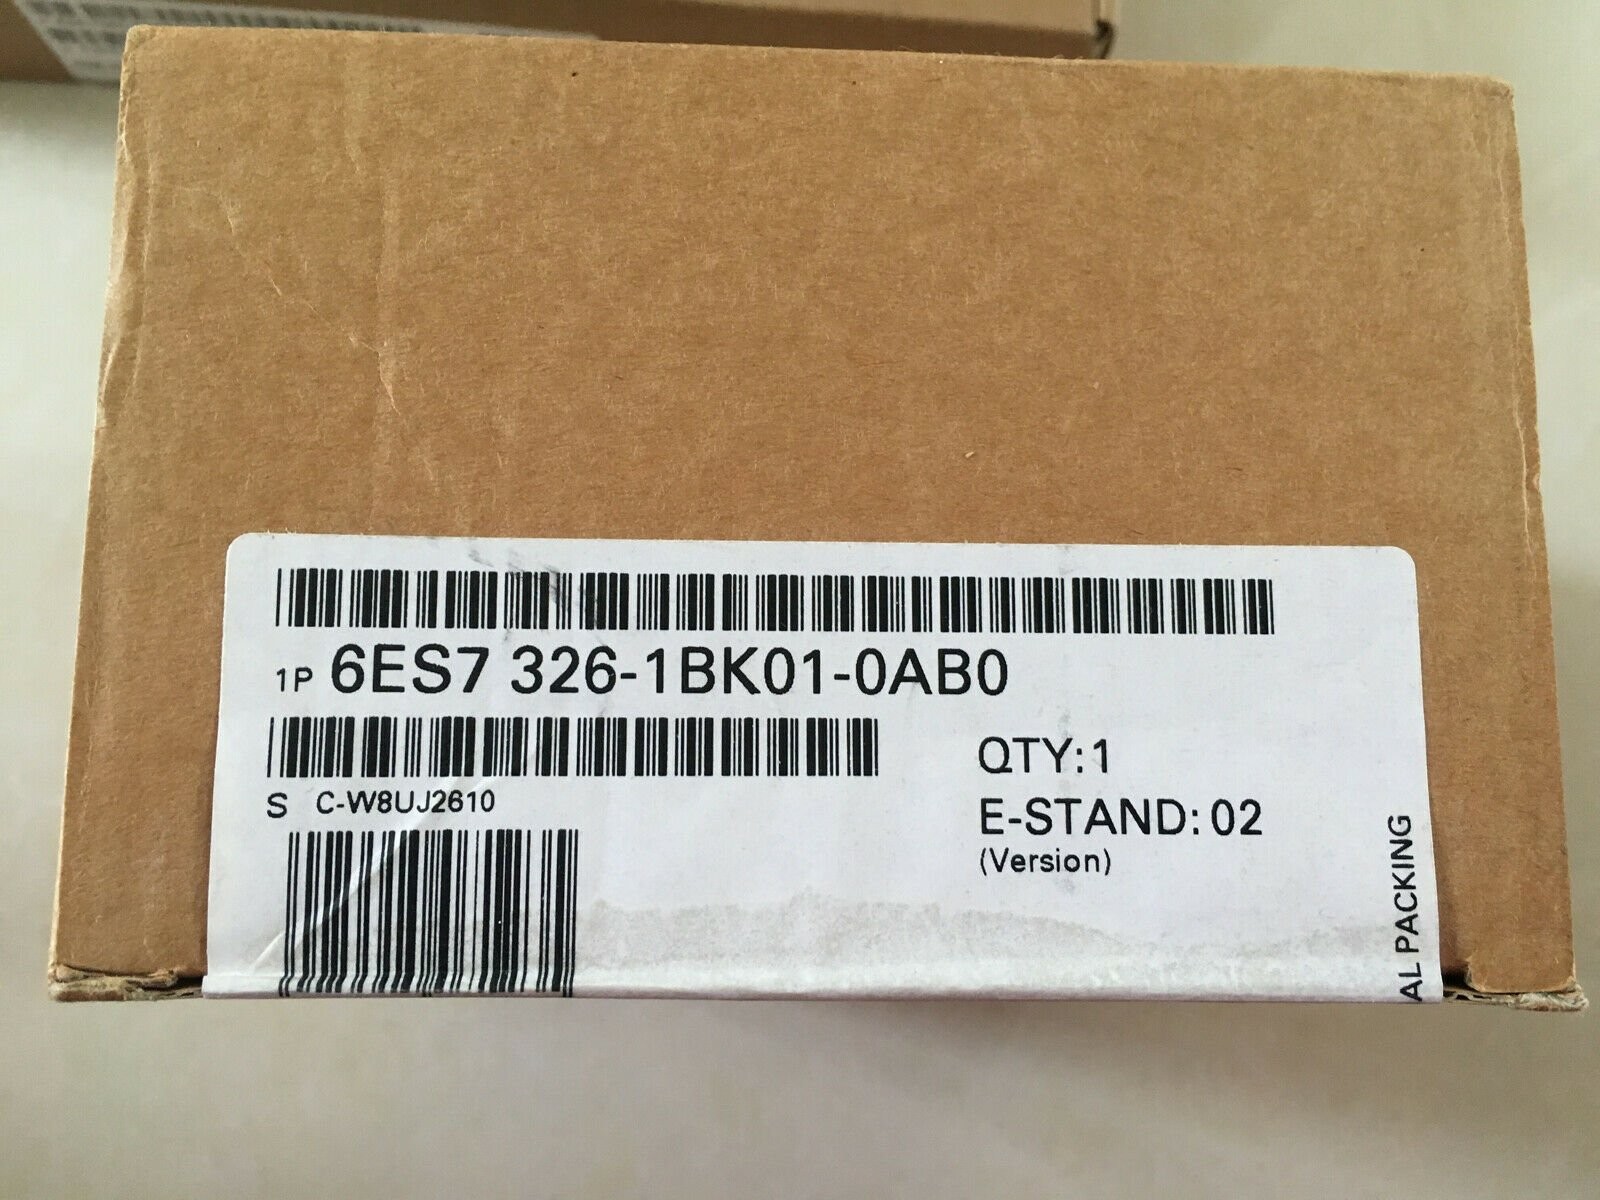 1P 6ES7 326-1BK01-0AB0
S C-W8UJ2610
QTY:1
E-STAND: 02
(Version)
AL PACKING